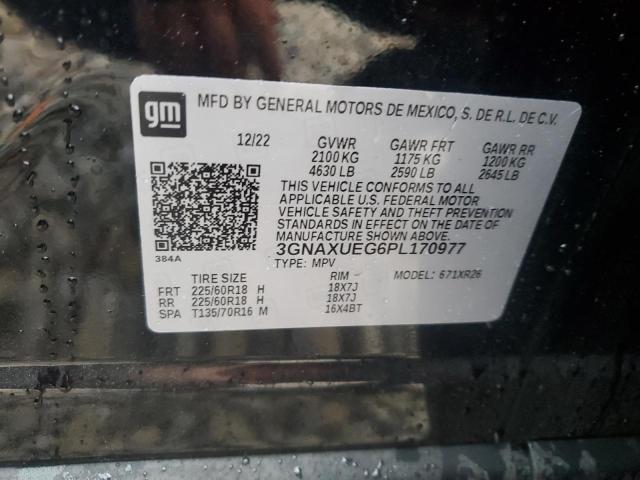 gm MFD BY GENERAL MOTORS DE MEXICO, S. DE R.L. DE C.V.
12/22 GVWR GAWR FRT GAWR RR
2100 KG 1175 KG 1200 KG
4630 LB 2590 LB 2645 LB
THIS VEHICLE CONFORMS TO ALL
APPLICABLE U.S. FEDERAL MOTOR
VEHICLE SAFETY AND THEFT PREVENTION
STANDARDS IN EFFECT ON THE DATE OF
MANUFACTURE SHOWN ABOVE.
384A 3GNAXUEG6PL170977
TYPE: MPV MODEL: 671XR26
TIRE SIZE RIM
FRT 225/60R18 H 18X7J
RR 225/60R18 H 18X7J
SPA T135/70R16 M 16X4BT